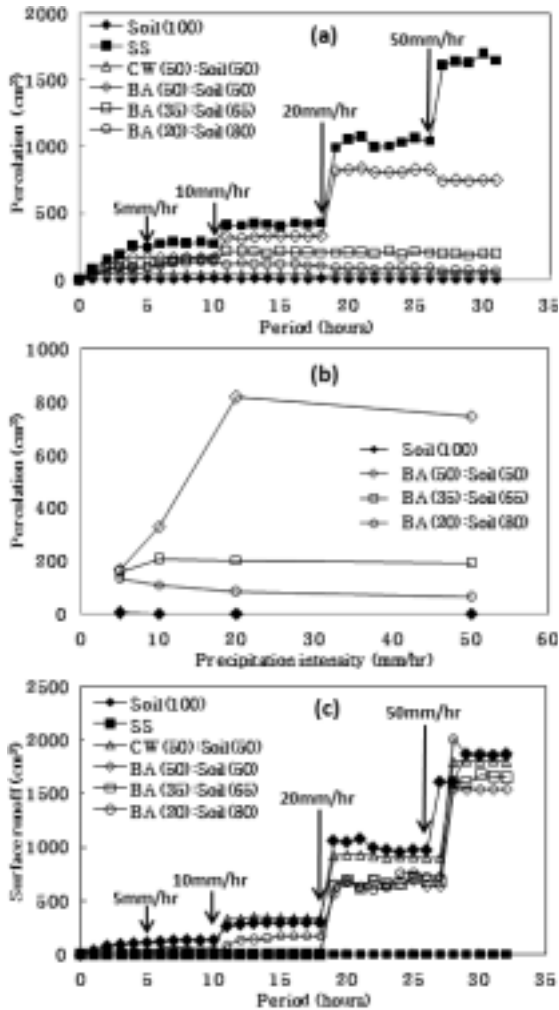 2000
1500
1000
500
0
Percolation (cm³)
(a)
Soil(100)
SS
CW(50):Soil(50)
BA(50):Soil(50)
BA(35):Soil(65)
BA(20):Soil(80)
5mm/hr
10mm/hr
20mm/hr
50mm/hr
0 5 10 15 20 25 30 35
Period (hours)
1000
800
600
400
200
0
Percolation (cm³)
(b)
Soil(100)
BA(50):Soil(50)
BA(35):Soil(65)
BA(20):Soil(80)
0 10 20 30 40 50 60
Precipitation intensity (mm/hr)
2500
2000
1500
1000
500
0
Surface runoff (cm³)
(c)
Soil(100)
SS
CW(50):Soil(50)
BA(50):Soil(50)
BA(35):Soil(65)
BA(20):Soil(80)
5mm/hr
10mm/hr
20mm/hr
50mm/hr
0 5 10 15 20 25 30 35
Period (hours)